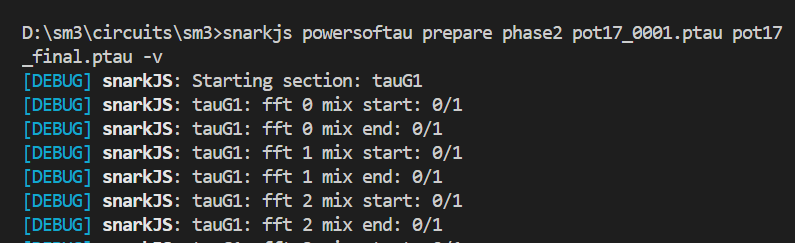 D:\sm3\circuits\sm3>snarkjs powersoftau prepare phase2 pot17_0001.ptau pot17
_final.ptau -v
[DEBUG] snarkJS: Starting section: tauG1
[DEBUG] snarkJS: tauG1: fft 0 mix start: 0/1
[DEBUG] snarkJS: tauG1: fft 0 mix end: 0/1
[DEBUG] snarkJS: tauG1: fft 1 mix start: 0/1
[DEBUG] snarkJS: tauG1: fft 1 mix end: 0/1
[DEBUG] snarkJS: tauG1: fft 2 mix start: 0/1
[DEBUG] snarkJS: tauG1: fft 2 mix end: 0/1